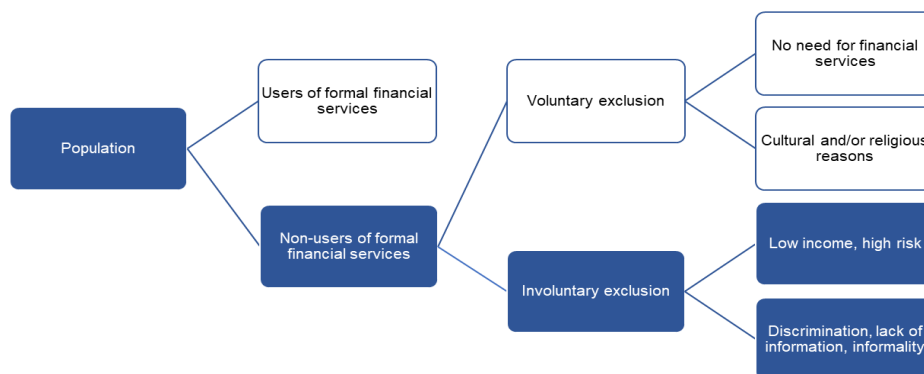 Population
Users of formal financial
services
Non-users of formal
financial services
Voluntary exclusion
Involuntary exclusion
No need for financial
services
Cultural and/or religious
reasons
Low income, high risk
Discrimination, lack of
information, informality